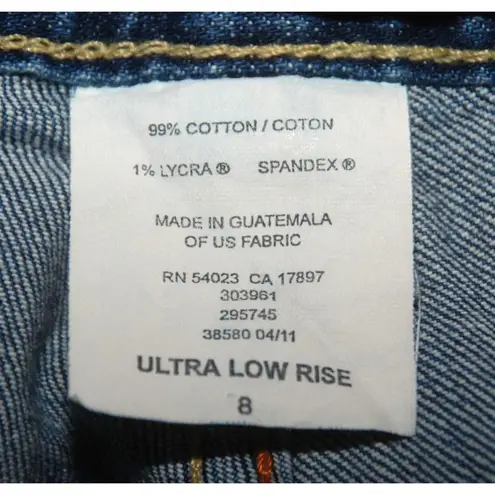 99% COTTON / COTON
1% LYCRA ® SPANDEX ®
MADE IN GUATEMALA
OF US FABRIC
RN 54023 CA 17897
303961
295745
38580 04/11
ULTRA LOW RISE
8